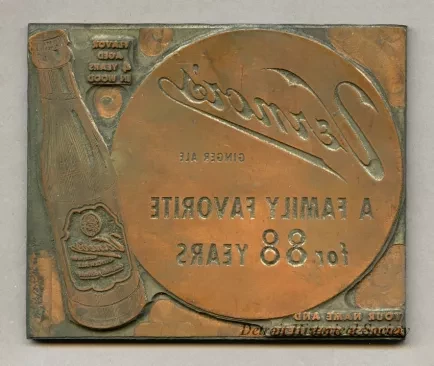 FLAVOR
AGED
4 YEARS
IN WOOD
Vernor's
GINGER ALE
A FAMILY FAVORITE
for 88 YEARS
YOUR NAME AND
Detroit Historical Society